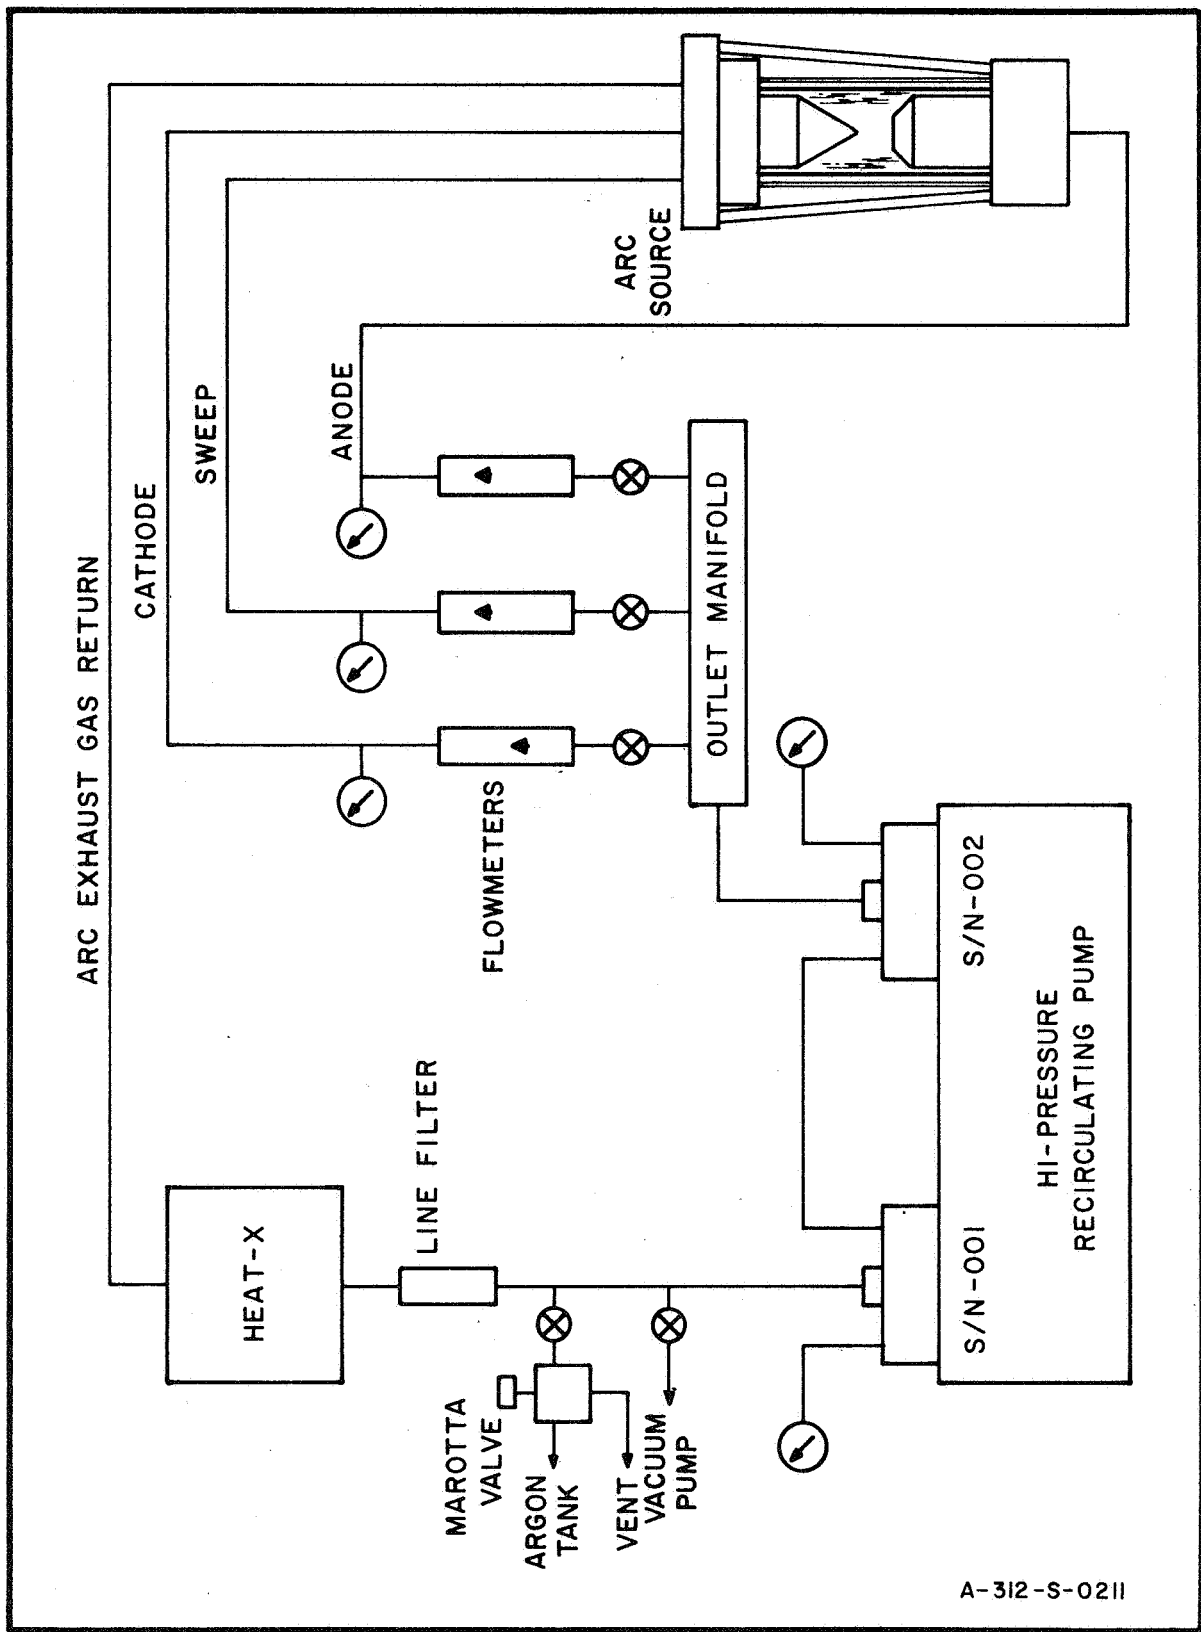 ARC EXHAUST GAS RETURN
CATHODE
SWEEP
ANODE
ARC
SOURCE
HEAT-X
LINE FILTER
FLOWMETERS
OUTLET MANIFOLD
MAROTTA
VALVE
ARGON
TANK
VENT
VACUUM
PUMP
S/N-001
S/N-002
HI-PRESSURE
RECIRCULATING PUMP
A-312-S-0211